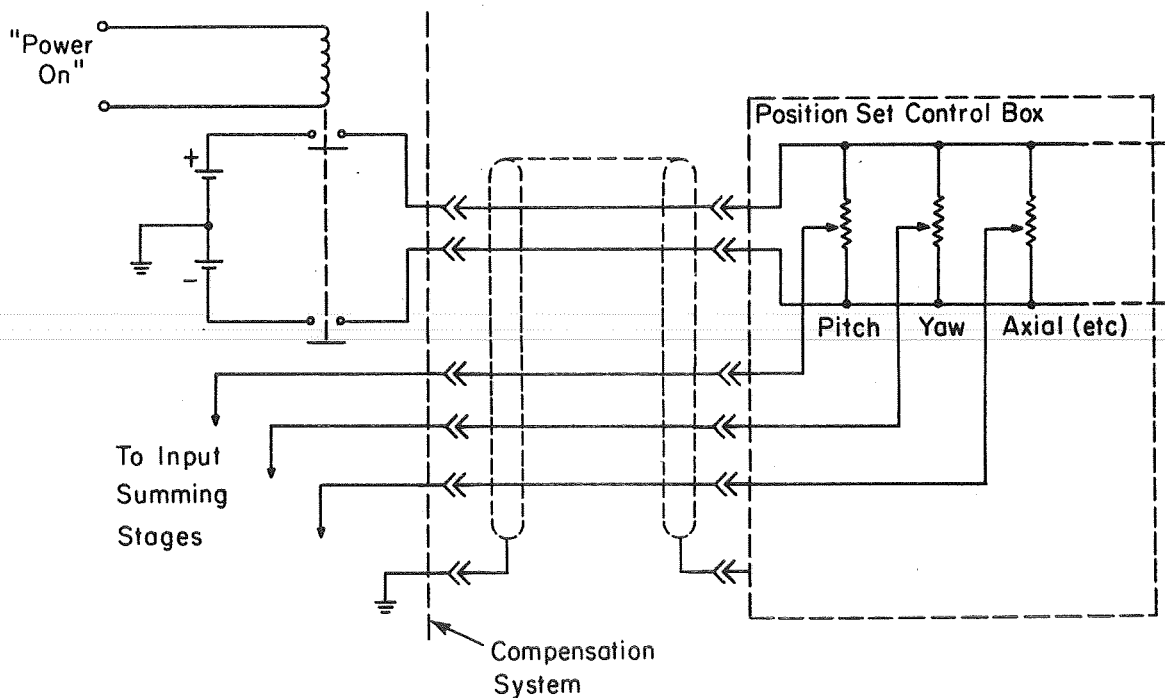 "Power
On"
+
−
Position Set Control Box
Pitch Yaw Axial (etc)
To Input
Summing
Stages
Compensation
System